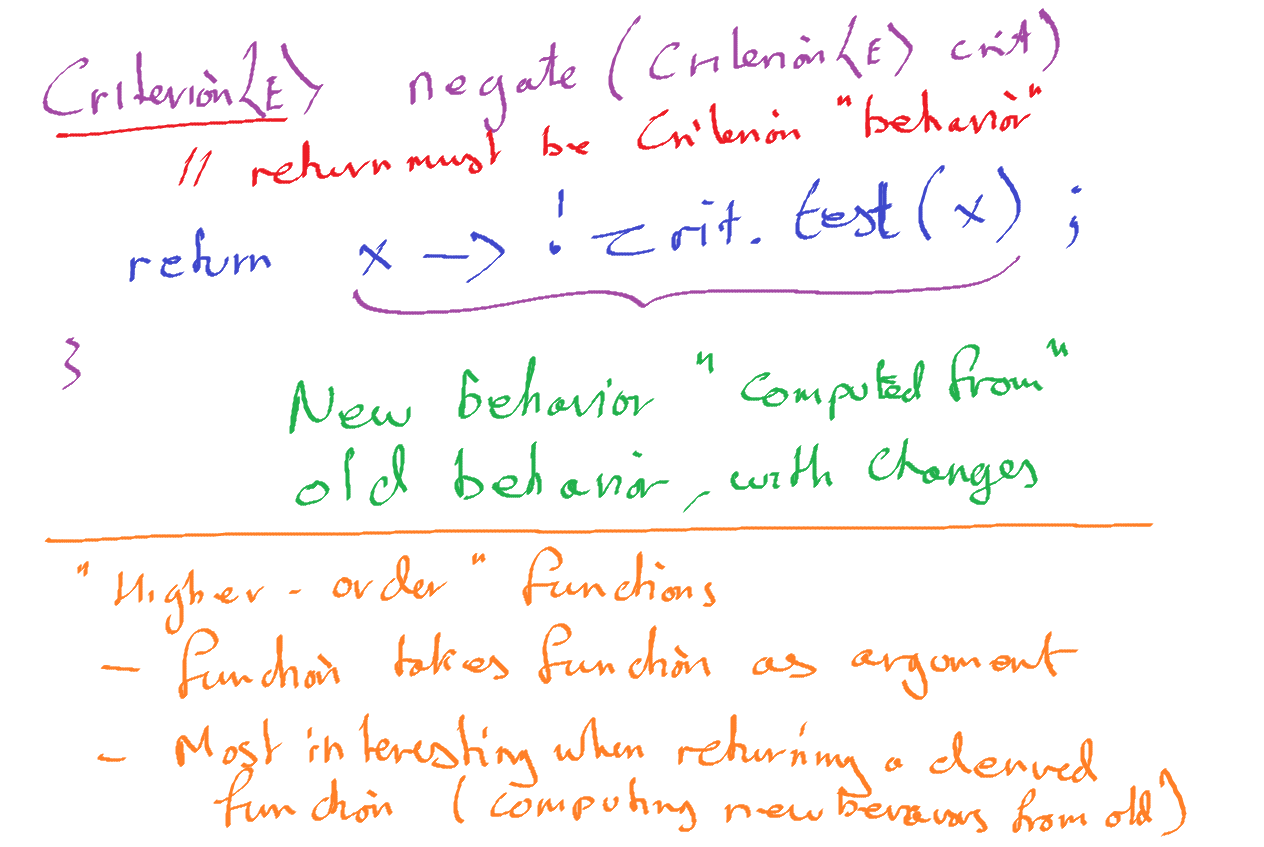 Criterion<E> negate (Criterion<E> crit)
// return must be Criterion "behavior"
return x -> ! crit. test(x) ;
}
New behavior "computed from"
old behavior, with changes
"Higher-order" functions
- function takes function as argument
- Most interesting when returning a derived
function (computing new behaviors from old)